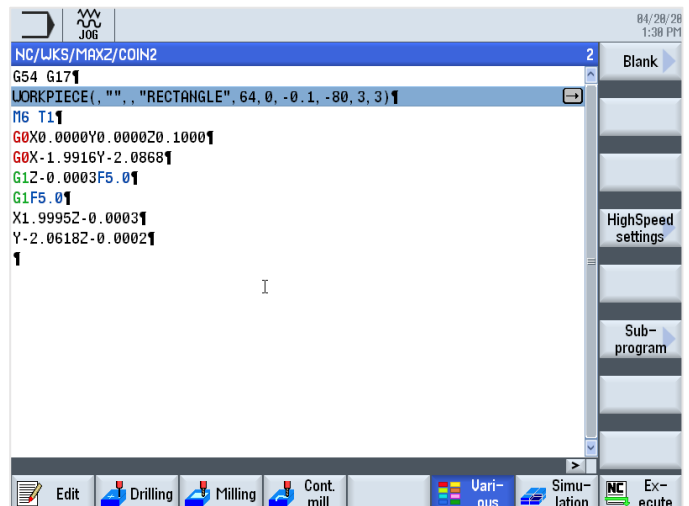 JOG
04/20/20
1:30 PM
NC/WKS/MAXZ/COIN2 2
G54 G17¶
WORKPIECE(,"",,"RECTANGLE",64,0,-0.1,-80,3,3)¶
M6 T1¶
G0X0.0000Y0.0000Z0.1000¶
G0X-1.9916Y-2.0868¶
G1Z-0.0003F5.0¶
G1F5.0¶
X1.9995Z-0.0003¶
Y-2.0618Z-0.0002¶
¶
Blank
HighSpeed
settings
Sub-
program
Edit
Drilling
Milling
Cont.
mill
Vari-
ous
Simu-
lation
NC
Ex-
ecute